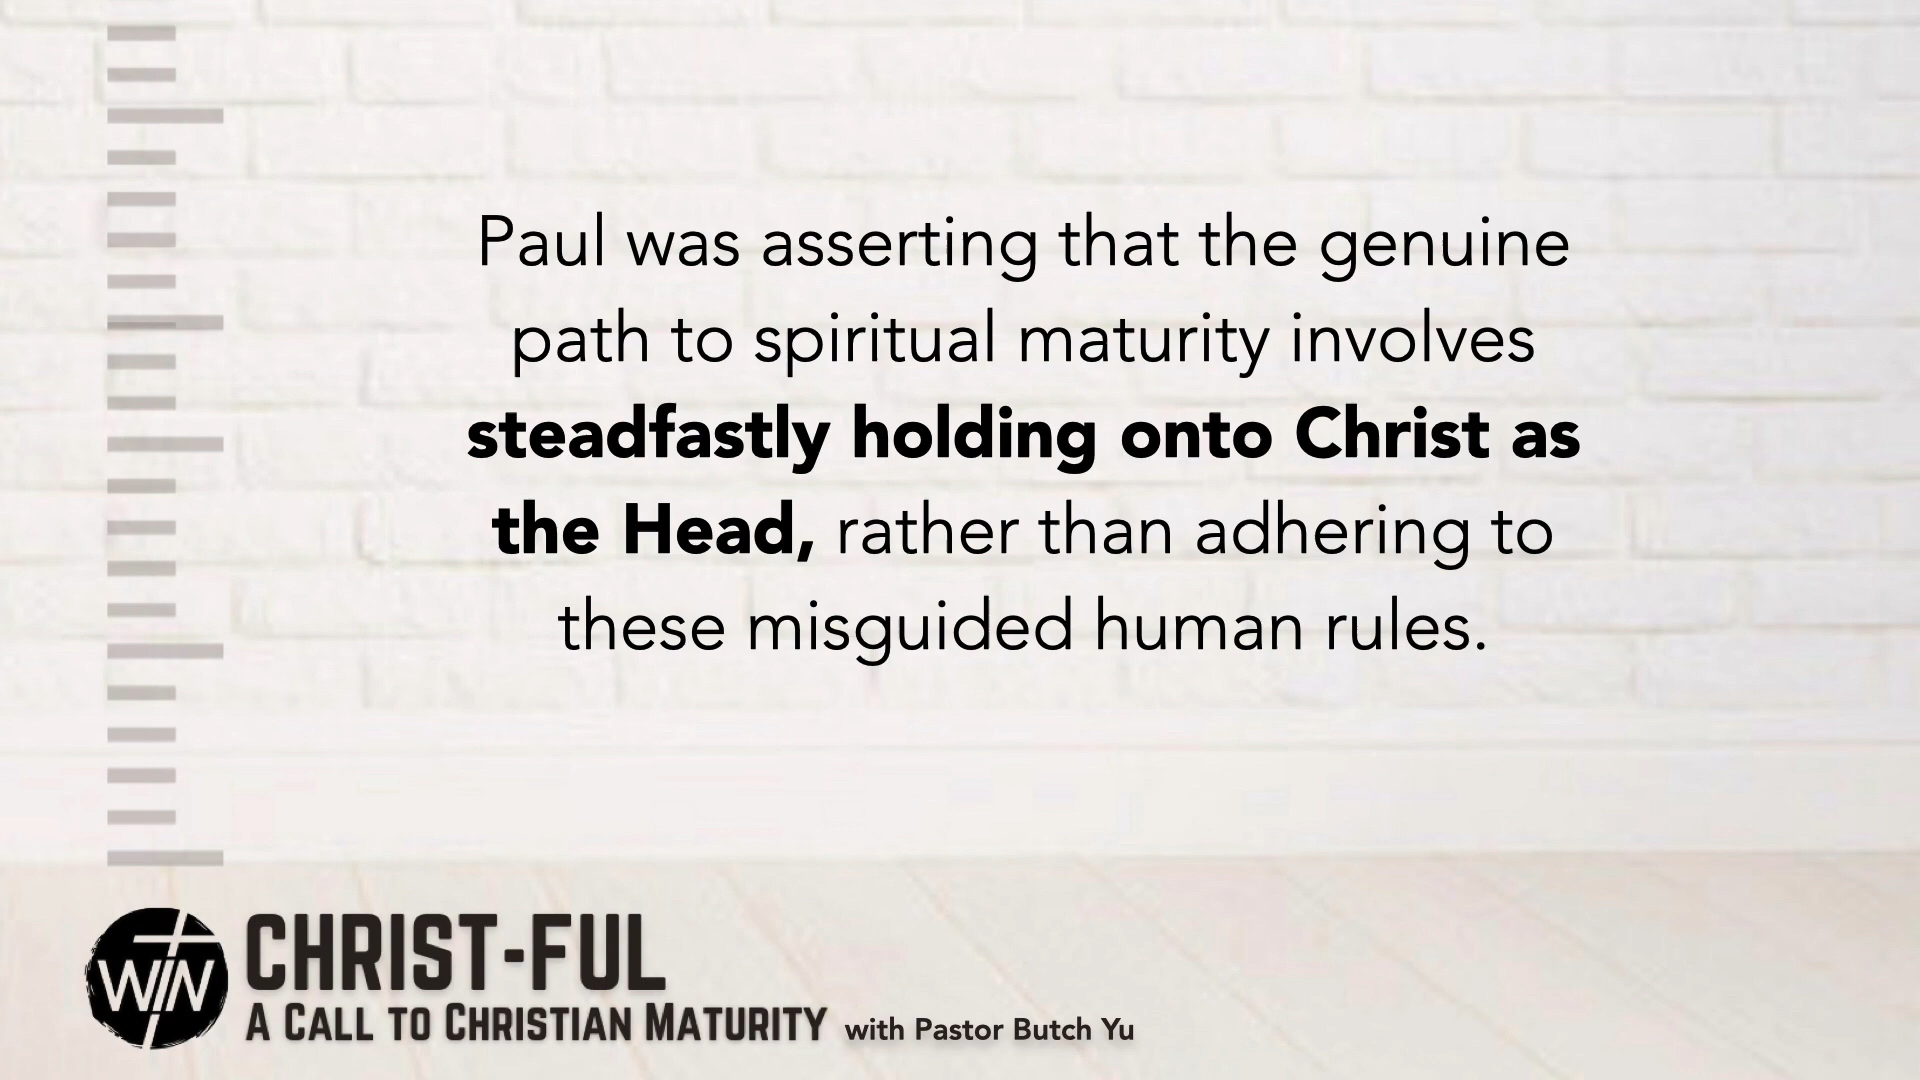 Paul was asserting that the genuine
path to spiritual maturity involves
steadfastly holding onto Christ as
the Head, rather than adhering to
these misguided human rules.
WIN
CHRIST-FUL
A CALL TO CHRISTIAN MATURITY with Pastor Butch Yu